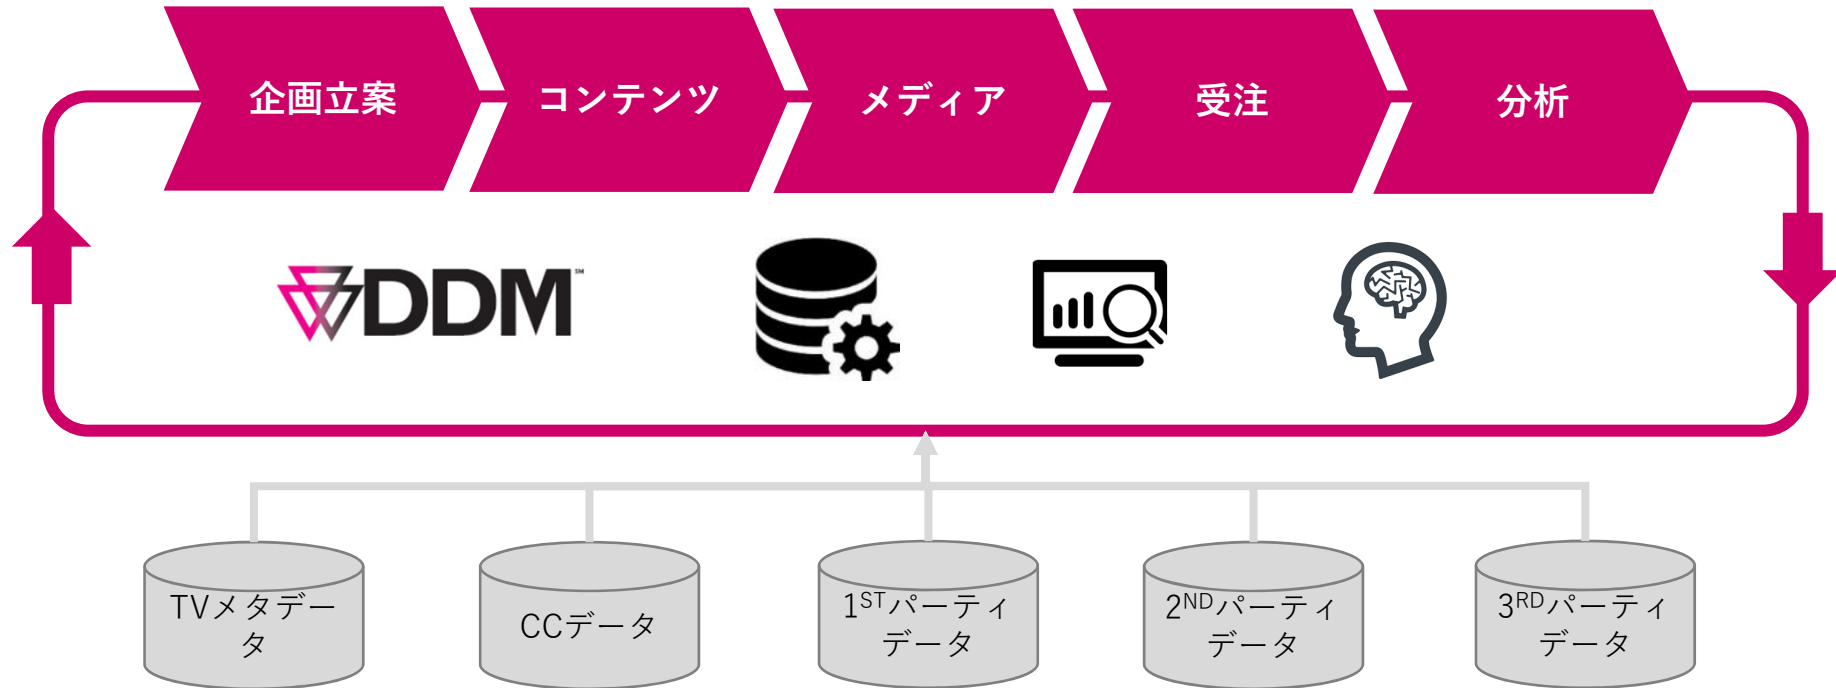 企画立案
コンテンツ
メディア
受注
分析
DDM℠
TVメタデー
タ
CCデータ
1STパーティ
データ
2NDパーティ
データ
3RDパーティ
データ